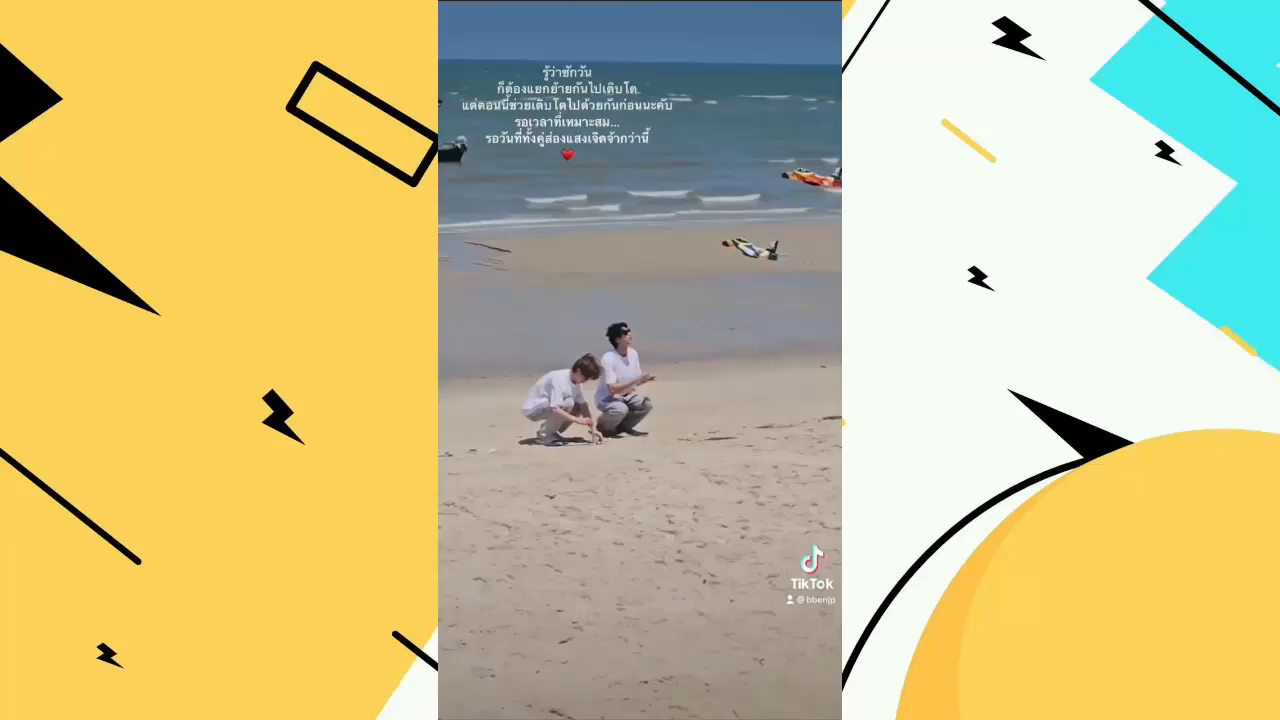 รู้ว่าซักวัน
ก็ต้องแยกย้ายกันไปเติบโต
แต่ตอนนี้ช่วยเติบโตไปด้วยกันก่อนนะคับ
รอเวลาที่เหมาะสม...
รอวันที่ทั้งคู่ส่องแสงเจิดจ้ากว่านี้
❤️
TikTok
@bbenjp